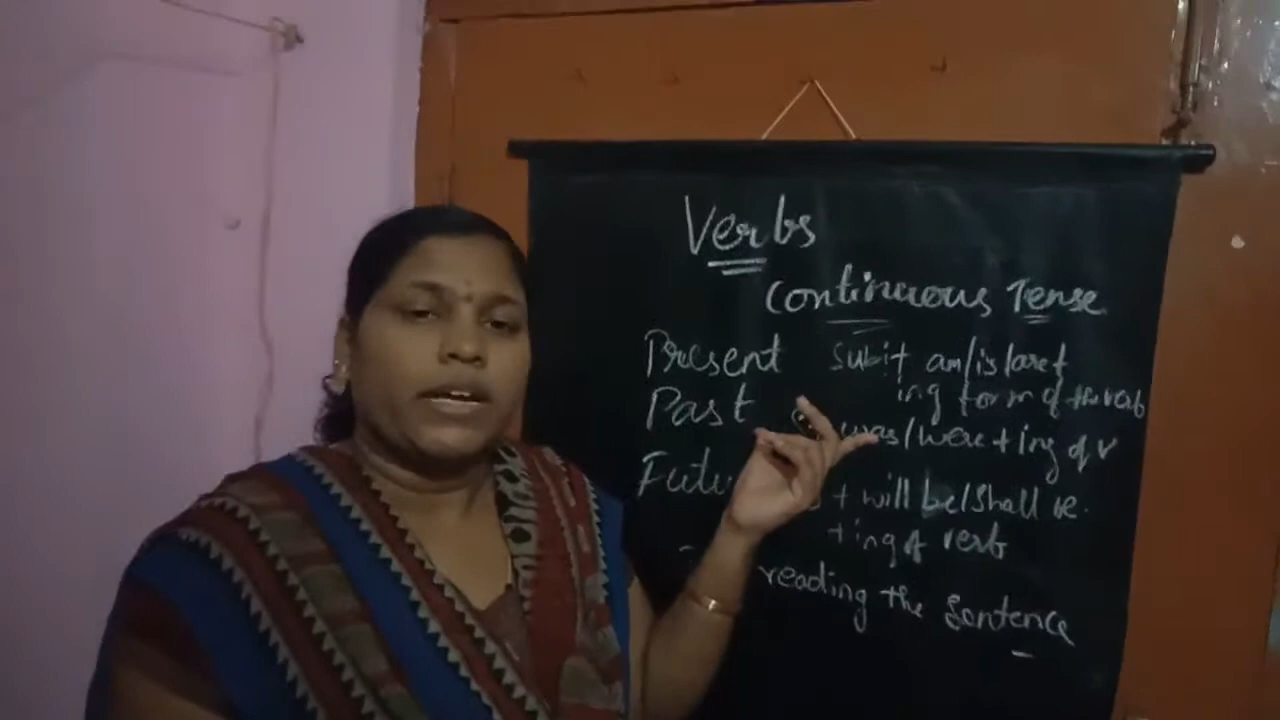 Verbs
Continuous Tense
Present Subj+ am/is/are+
ing form of the verb
Past was/were + ing of v
Futu + will be/shall be.
+ing of verb
reading the Sentence